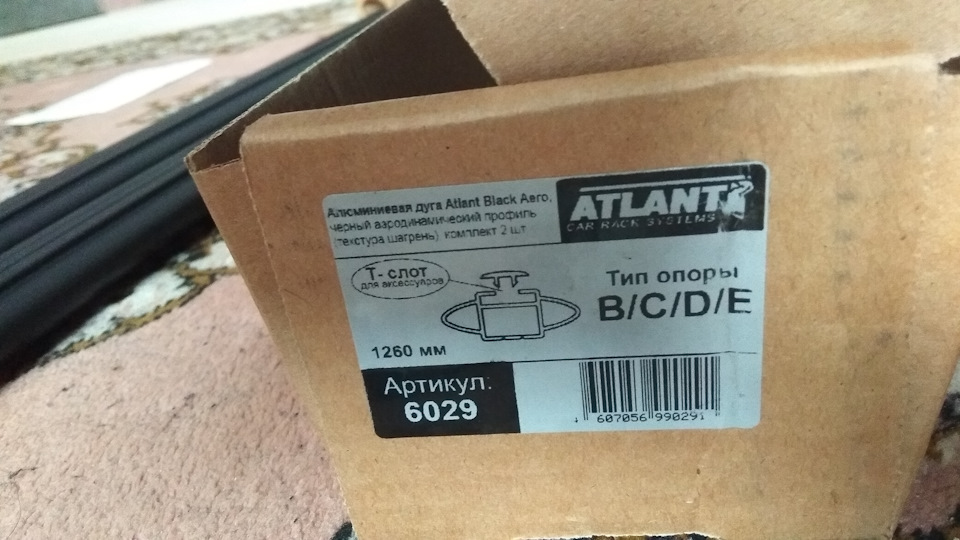 Алюминиевая дуга Atlant Black Aero,
черный аэродинамический профиль
(текстура шагрень) комплект 2 шт
ATLANT
CAR RACK SYSTEMS
Т- слот
для аксессуаров
Тип опоры
B/C/D/E
1260 мм
Артикул:
6029
607056 990291